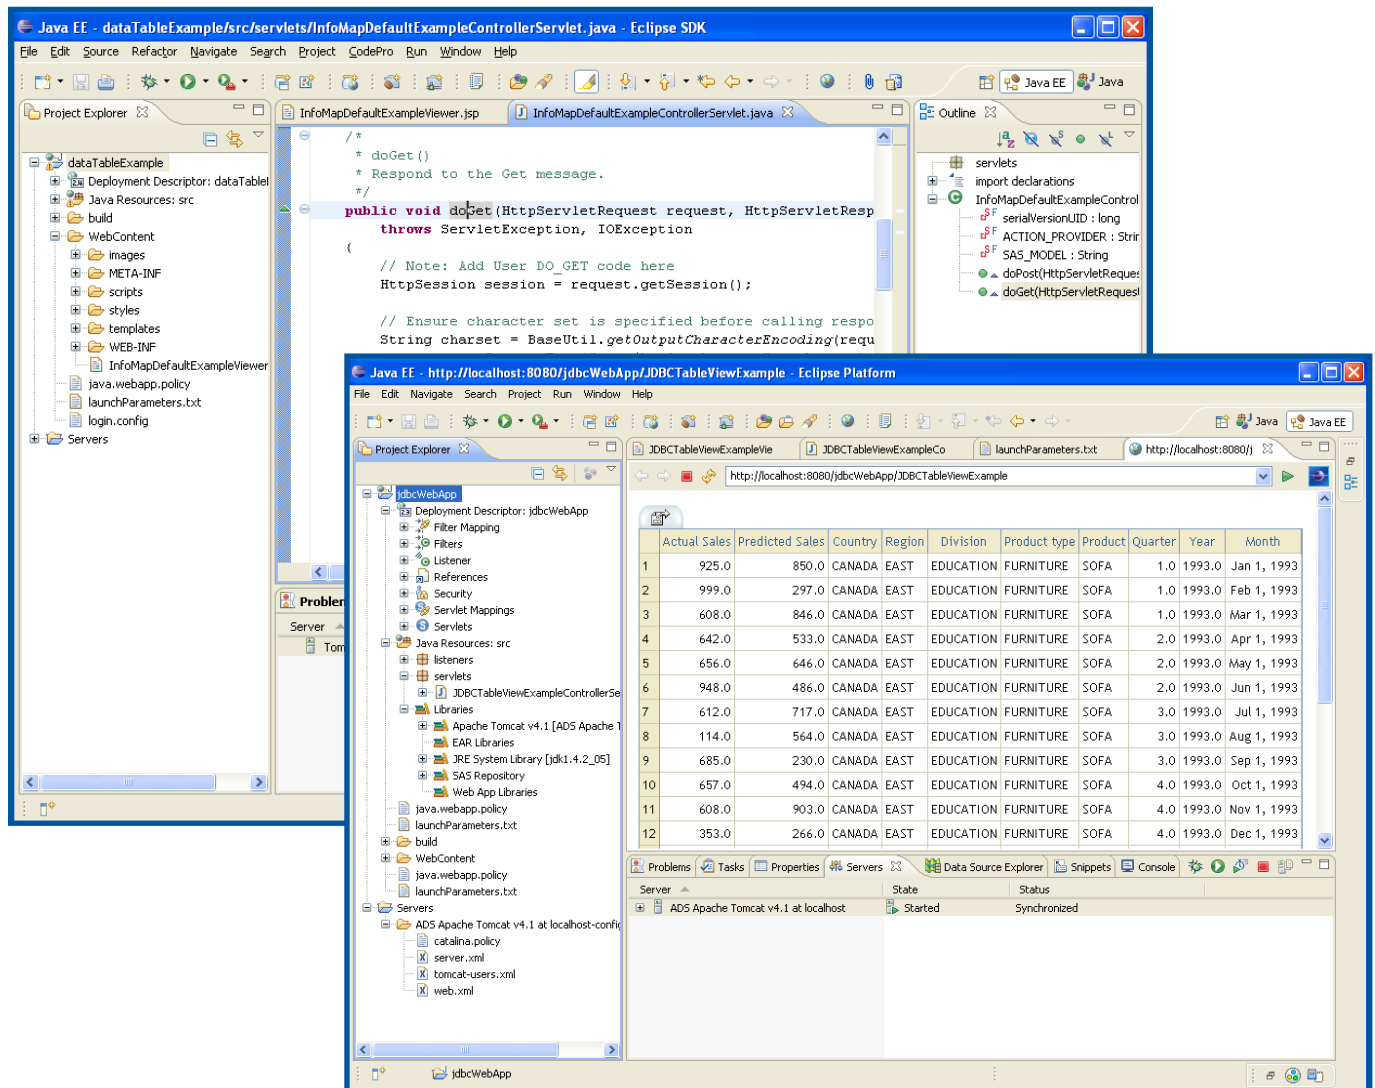 Java EE - dataTableExample/src/servlets/InfoMapDefaultExampleControllerServlet.java - Eclipse SDK
File Edit Source Refactor Navigate Search Project CodePro Run Window Help
Java EE Java
Project Explorer
InfoMapDefaultExampleViewer.jsp InfoMapDefaultExampleControllerServlet.java
Outline
dataTableExample
Deployment Descriptor: dataTabl
Java Resources: src
build
WebContent
images
META-INF
scripts
styles
templates
WEB-INF
InfoMapDefaultExampleViewer
java.webapp.policy
launchParameters.txt
login.config
Servers
/*
* doGet()
* Respond to the Get message.
*/
public void doGet(HttpServletRequest request, HttpServletResp
throws ServletException, IOException
{
// Note: Add User DO_GET code here
HttpSession session = request.getSession();
// Ensure character set is specified before calling respo
String charset = BaseUtil.getOutputCharacterEncoding(requ
servlets
import declarations
InfoMapDefaultExampleControl
serialVersionUID : long
ACTION_PROVIDER : Strin
SAS_MODEL : String
doPost(HttpServletReques
doGet(HttpServletRequest
Problem
Server
Tom
Java EE - http://localhost:8080/jdbcWebApp/JDBCTableViewExample - Eclipse Platform
File Edit Navigate Search Project Run Window Help
Java Java EE
Project Explorer
jdbcWebApp
Deployment Descriptor: jdbcWebApp
Filter Mapping
Filters
Listener
References
Security
Servlet Mappings
Servlets
Java Resources: src
listeners
servlets
JDBCTableViewExampleControllerSe
Libraries
Apache Tomcat v4.1 [ADS Apache T
EAR Libraries
JRE System Library [jdk1.4.2_05]
SAS Repository
Web App Libraries
java.webapp.policy
launchParameters.txt
build
WebContent
java.webapp.policy
launchParameters.txt
Servers
ADS Apache Tomcat v4.1 at localhost-config
catalina.policy
server.xml
tomcat-users.xml
web.xml
JDBCTableViewExampleVie JDBCTableViewExampleCo launchParameters.txt http://localhost:8080/j
http://localhost:8080/jdbcWebApp/JDBCTableViewExample
Actual Sales Predicted Sales Country Region Division Product type Product Quarter Year Month
1 925.0 850.0 CANADA EAST EDUCATION FURNITURE SOFA 1.0 1993.0 Jan 1, 1993
2 999.0 297.0 CANADA EAST EDUCATION FURNITURE SOFA 1.0 1993.0 Feb 1, 1993
3 608.0 846.0 CANADA EAST EDUCATION FURNITURE SOFA 1.0 1993.0 Mar 1, 1993
4 642.0 533.0 CANADA EAST EDUCATION FURNITURE SOFA 2.0 1993.0 Apr 1, 1993
5 656.0 646.0 CANADA EAST EDUCATION FURNITURE SOFA 2.0 1993.0 May 1, 1993
6 948.0 486.0 CANADA EAST EDUCATION FURNITURE SOFA 2.0 1993.0 Jun 1, 1993
7 612.0 717.0 CANADA EAST EDUCATION FURNITURE SOFA 3.0 1993.0 Jul 1, 1993
8 114.0 564.0 CANADA EAST EDUCATION FURNITURE SOFA 3.0 1993.0 Aug 1, 1993
9 685.0 230.0 CANADA EAST EDUCATION FURNITURE SOFA 3.0 1993.0 Sep 1, 1993
10 657.0 494.0 CANADA EAST EDUCATION FURNITURE SOFA 4.0 1993.0 Oct 1, 1993
11 608.0 903.0 CANADA EAST EDUCATION FURNITURE SOFA 4.0 1993.0 Nov 1, 1993
12 353.0 266.0 CANADA EAST EDUCATION FURNITURE SOFA 4.0 1993.0 Dec 1, 1993
Problems Tasks Properties Servers Data Source Explorer Snippets Console
Server State Status
ADS Apache Tomcat v4.1 at localhost Started Synchronized
jdbcWebApp